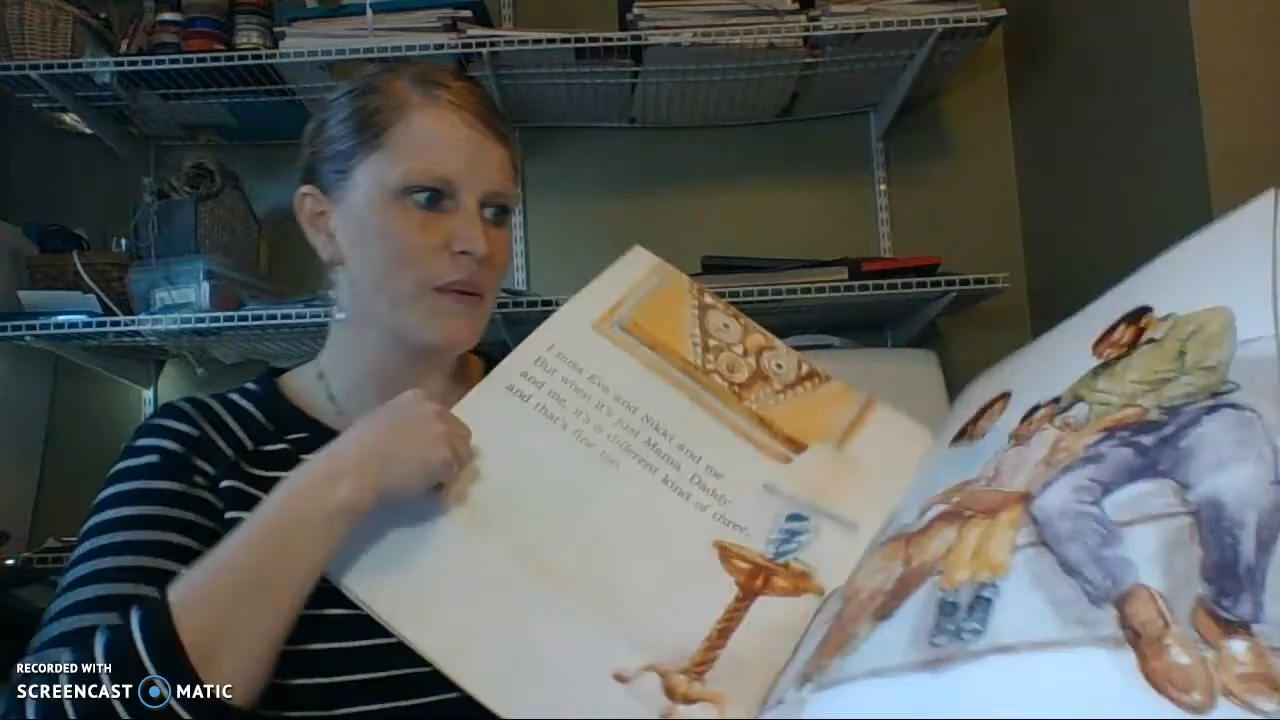 I miss Eva and Nikki and me
But when it's just Mama, Daddy
and me, it's a different kind of three,
and that's fine too.
RECORDED WITH
SCREENCAST MATIC